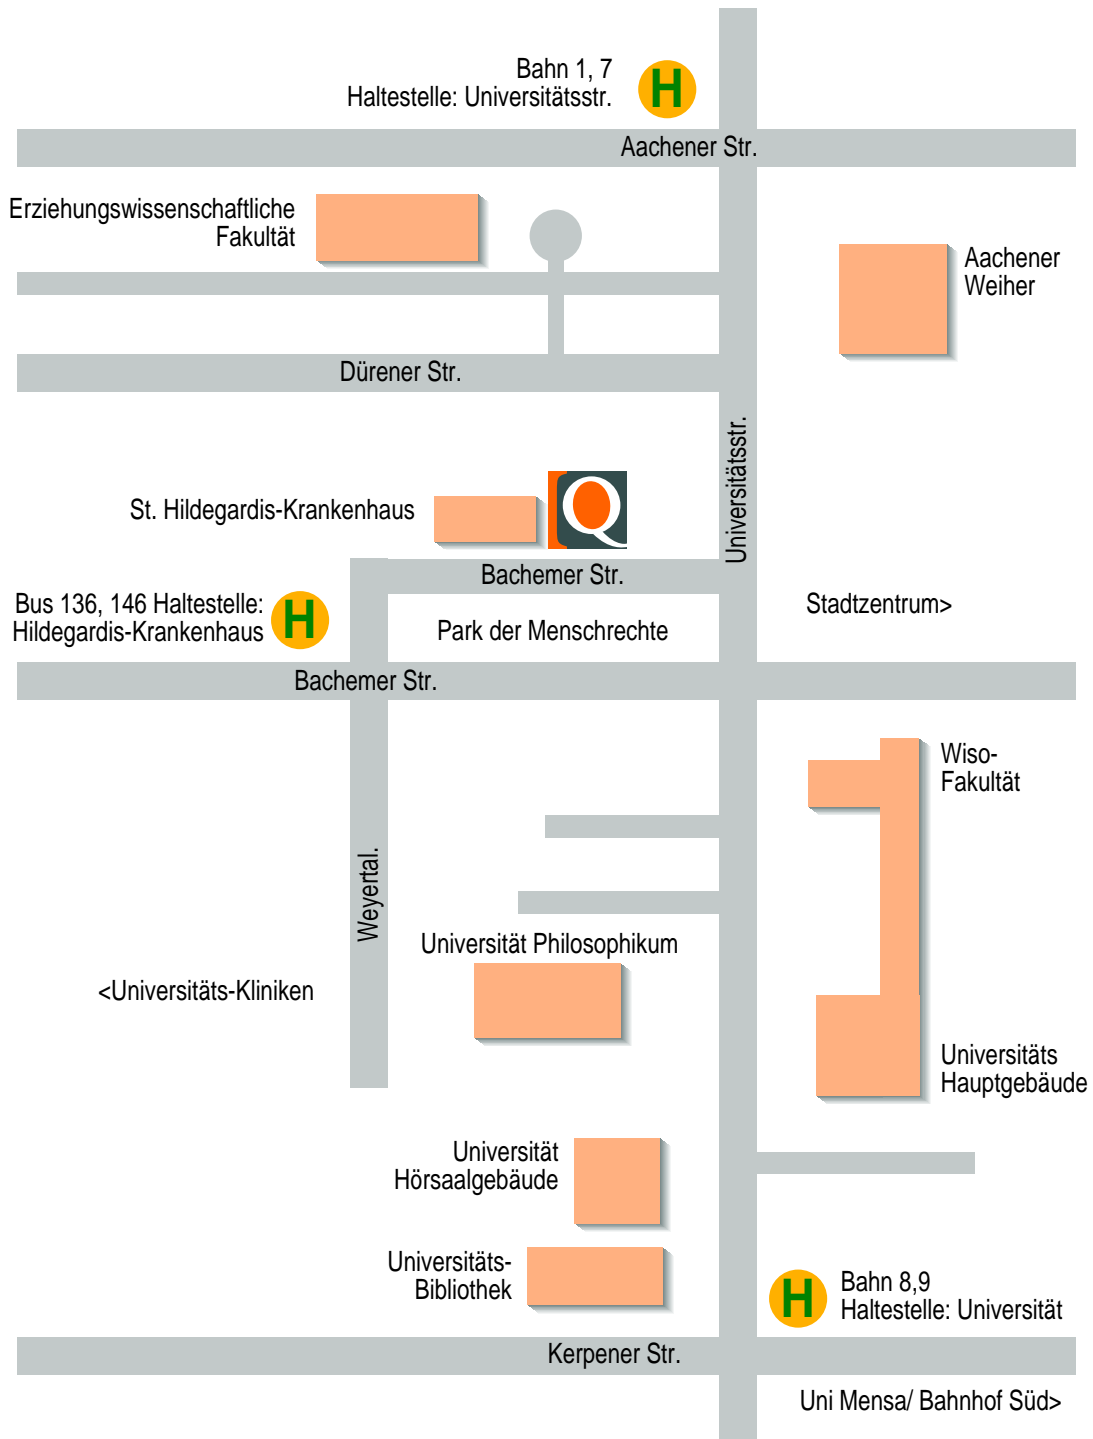 Bahn 1, 7
Haltestelle: Universitätsstr.
H
Aachener Str.
Erziehungswissenschaftliche
Fakultät
Aachener
Weiher
Dürener Str.
Universitätsstr.
St. Hildegardis-Krankenhaus
Q
Bachemer Str.
Bus 136, 146 Haltestelle:
Hildegardis-Krankenhaus
H
Stadtzentrum>
Park der Menschrechte
Bachemer Str.
Wiso-
Fakultät
Weyertal.
Universität Philosophikum
<Universitäts-Kliniken
Universitäts
Hauptgebäude
Universität
Hörsaalgebäude
Universitäts-
Bibliothek
H
Bahn 8,9
Haltestelle: Universität
Kerpener Str.
Uni Mensa/ Bahnhof Süd>